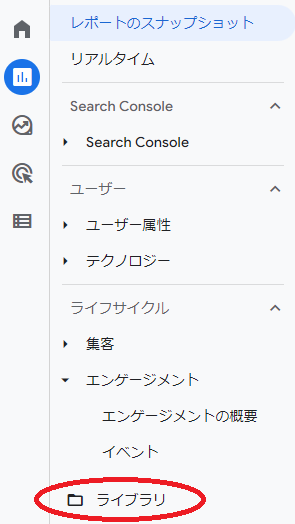 レポートのスナップショット
リアルタイム
Search Console
Search Console
ユーザー
ユーザー属性
テクノロジー
ライフサイクル
集客
エンゲージメント
エンゲージメントの概要
イベント
ライブラリ